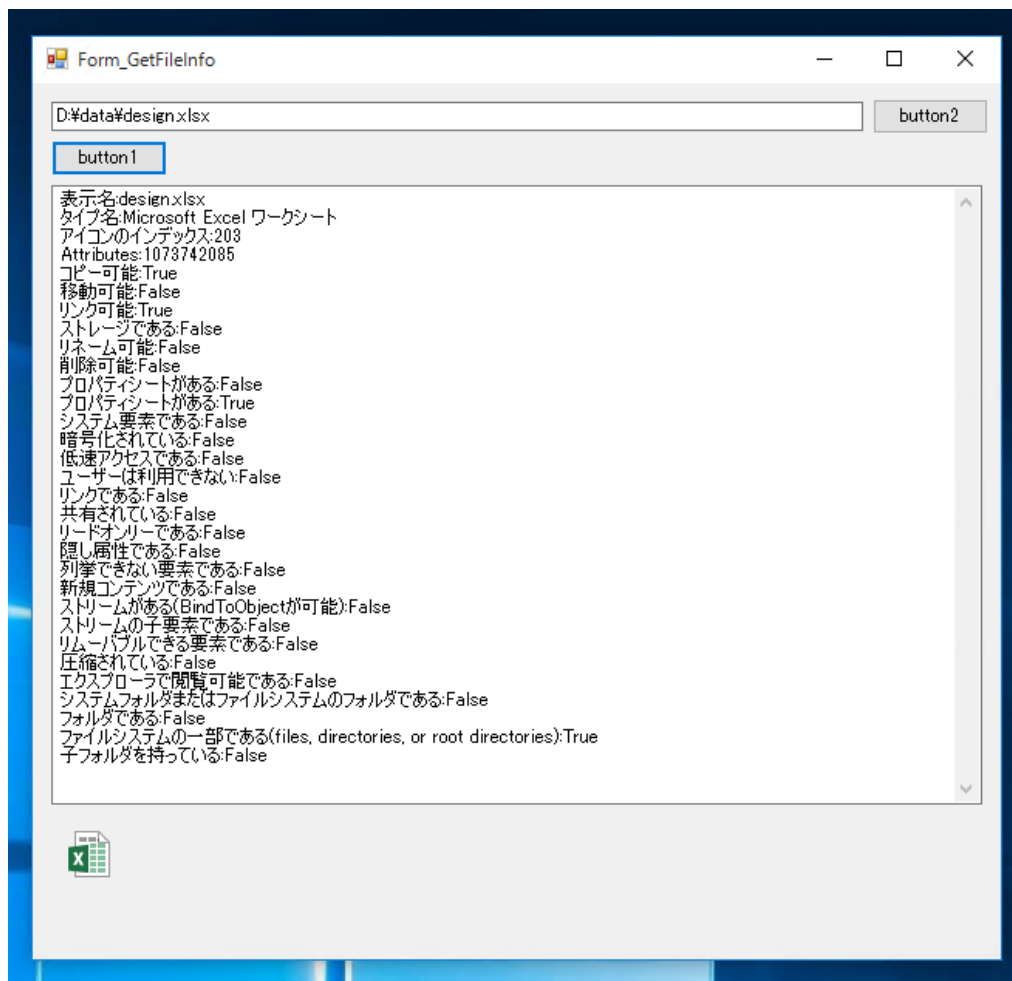 Form_GetFileInfo
D:¥data¥design.xlsx
button2
button1
表示名:design.xlsx
タイプ名:Microsoft Excel ワークシート
アイコンのインデックス:203
Attributes:1073742085
コピー可能:True
移動可能:False
リンク可能:True
ストレージである:False
リネーム可能:False
削除可能:False
プロパティシートがある:False
プロパティシートがある:True
システム要素である:False
暗号化されている:False
低速アクセスである:False
ユーザーは利用できない:False
リンクである:False
共有されている:False
リードオンリーである:False
隠し属性である:False
列挙できない要素である:False
新規コンテンツである:False
ストリームがある(BindToObjectが可能):False
ストリームの子要素である:False
リムーバブルできる要素である:False
圧縮されている:False
エクスプローラで閲覧可能である:False
システムフォルダまたはファイルシステムのフォルダである:False
フォルダである:False
ファイルシステムの一部である(files, directories, or root directories):True
子フォルダを持っている:False